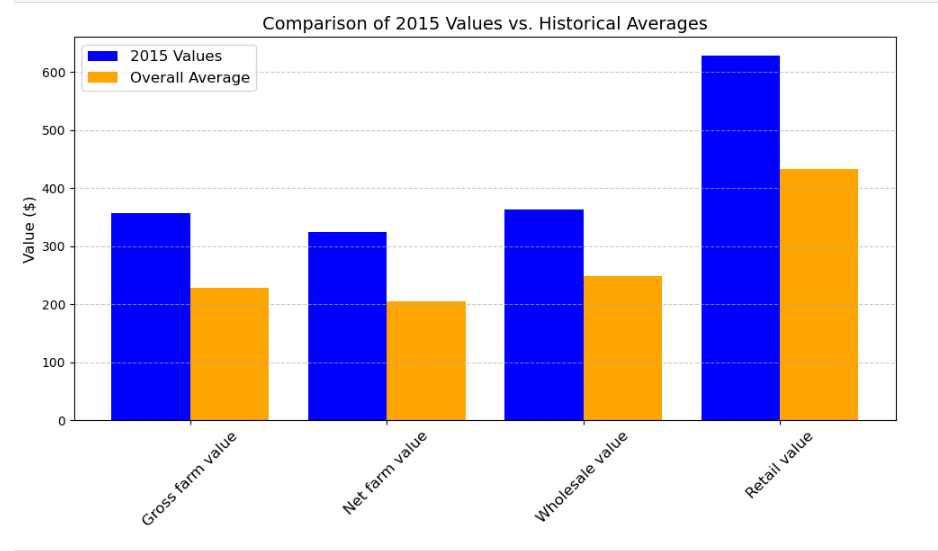 Comparison of 2015 Values vs. Historical Averages
2015 Values
Overall Average
Value ($)
600
500
400
300
200
100
0
Gross farm value
Net farm value
Wholesale value
Retail value